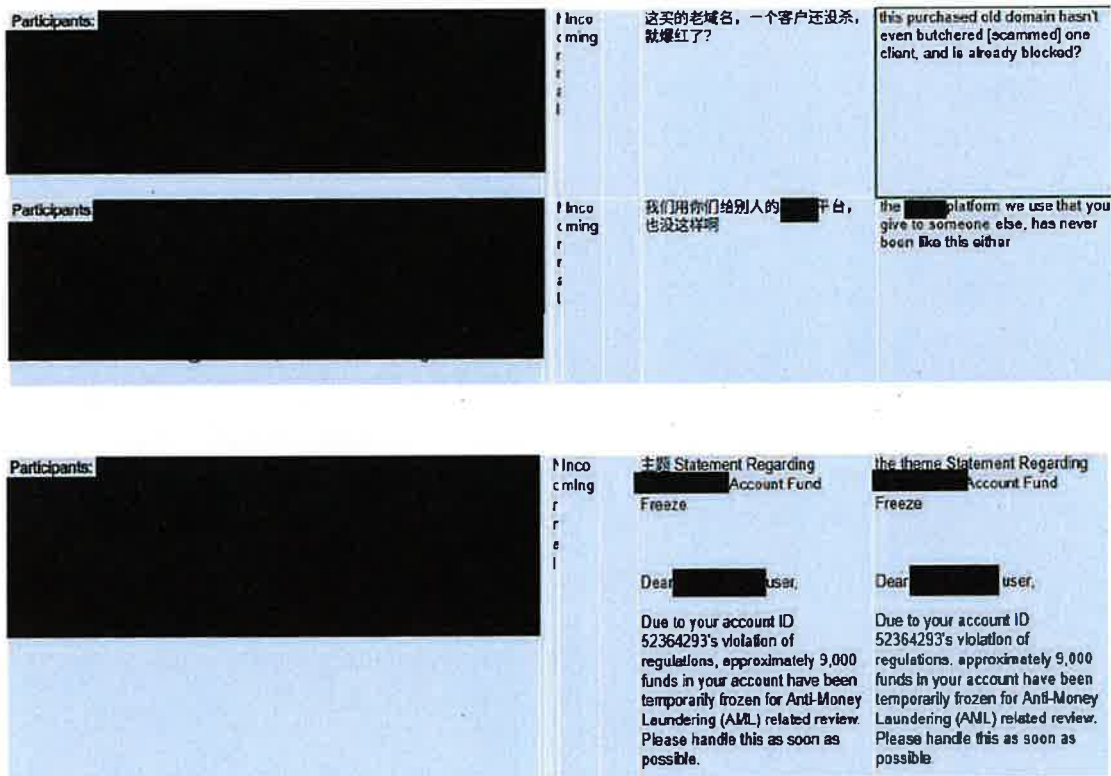 Participants:
Inco
ming
这买的老域名，一个客户还没杀，
就爆红了？
this purchased old domain hasn't
even butchered [scammed] one
client, and is already blocked?
Participants
Inco
ming
我们用你们给别人的 平台，
也没这样啊
the platform we use that you
give to someone else, has never
been like this either
Participants:
Inco
ming
主题 Statement Regarding
Account Fund
Freeze
Dear user,
Due to your account ID
52364293's violation of
regulations, approximately 9,000
funds in your account have been
temporarily frozen for Anti-Money
Laundering (AML) related review.
Please handle this as soon as
possible.
the theme Statement Regarding
Account Fund
Freeze
Dear user,
Due to your account ID
52364293's violation of
regulations, approximately 9,000
funds in your account have been
temporarily frozen for Anti-Money
Laundering (AML) related review.
Please handle this as soon as
possible.